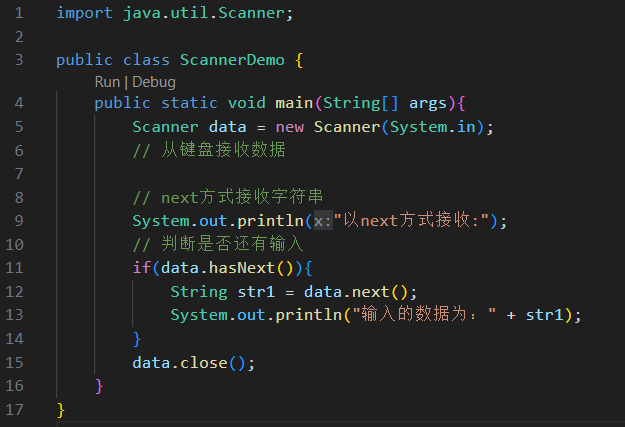 1 import java.util.Scanner;
2
3 public class ScannerDemo {
Run | Debug
4 public static void main(String[] args){
5 Scanner data = new Scanner(System.in);
6 // 从键盘接收数据
7
8 // next方式接收字符串
9 System.out.println(x:"以next方式接收:");
10 // 判断是否还有输入
11 if(data.hasNext()){
12 String str1 = data.next();
13 System.out.println("输入的数据为：" + str1);
14 }
15 data.close();
16 }
17 }